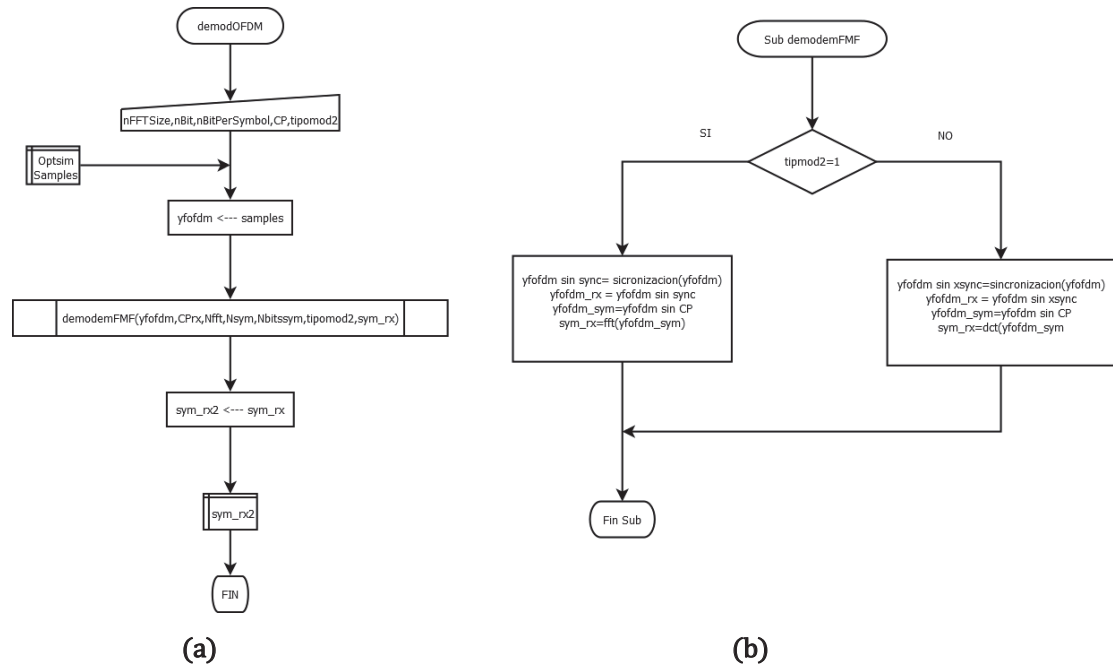 demodOFDM
nFFTSize,nBit,nBitPerSymbol,CP,tipomod2
Optsim
Samples
yfofdm <--- samples
demodemFMF(yfofdm,CPrx,Nfft,Nsym,Nbitssym,tipomod2,sym_rx)
sym_rx2 <--- sym_rx
sym_rx2
FIN
(a)
Sub demodemFMF
SI
NO
tipmod2=1
yfofdm sin sync= sicronizacion(yfofdm)
yfofdm_rx = yfofdm sin sync
yfofdm_sym=yfofdm sin CP
sym_rx=fft(yfofdm_sym)
yfofdm sin xsync=sincronizacion(yfofdm)
yfofdm_rx = yfofdm sin xsync
yfofdm_sym=yfofdm sin CP
sym_rx=dct(yfofdm_sym
Fin Sub
(b)